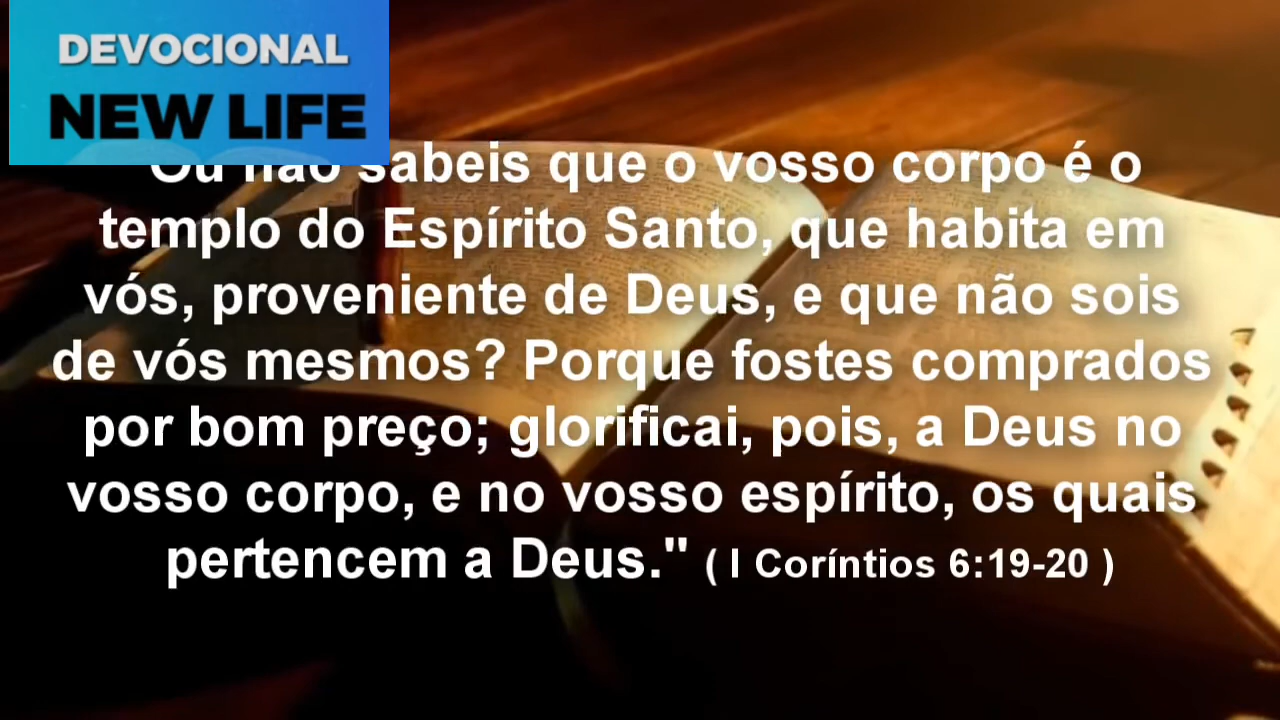 DEVOCIONAL
NEW LIFE
"Ou não sabeis que o vosso corpo é o
templo do Espírito Santo, que habita em
vós, proveniente de Deus, e que não sois
de vós mesmos? Porque fostes comprados
por bom preço; glorificai, pois, a Deus no
vosso corpo, e no vosso espírito, os quais
pertencem a Deus." ( I Coríntios 6:19-20 )